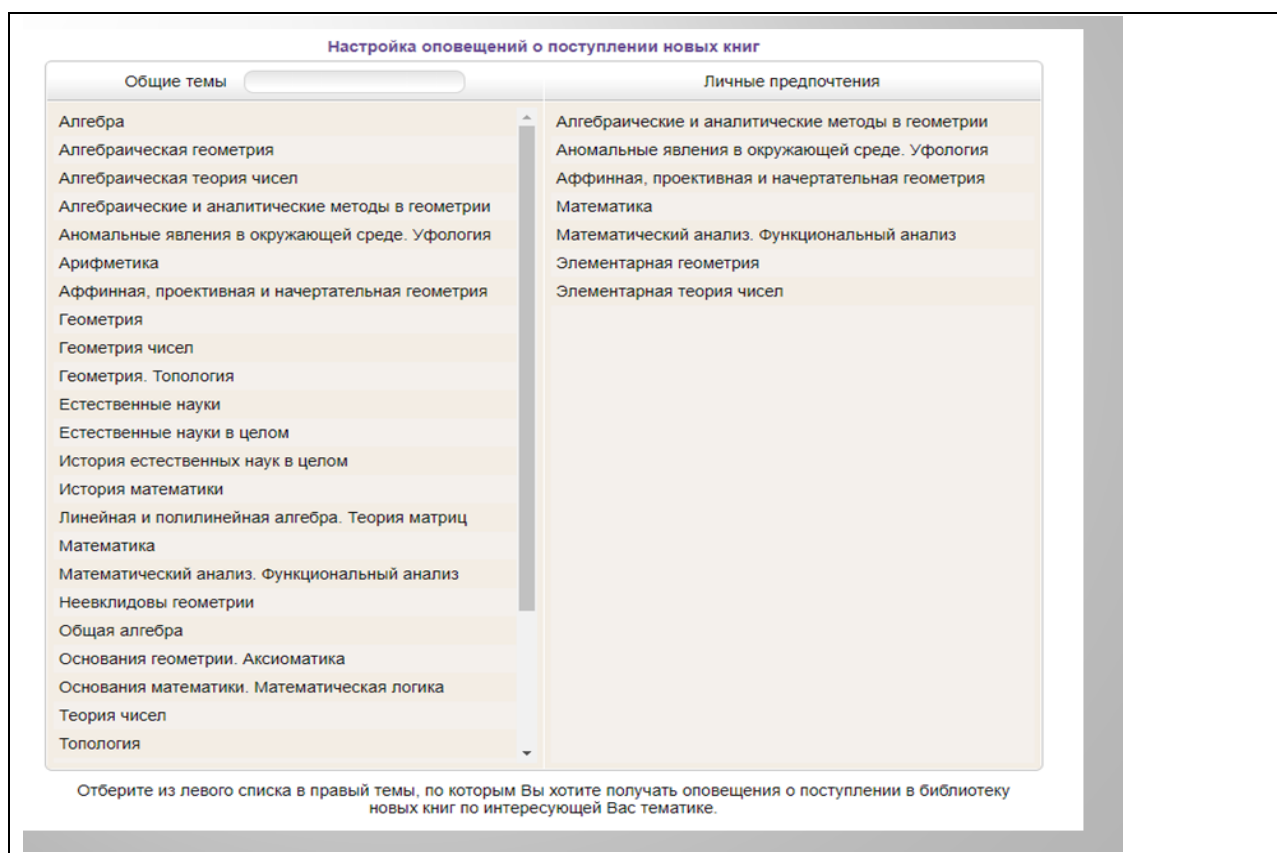 Настройка оповещений о поступлении новых книг
Общие темы
Личные предпочтения
Алгебра
Алгебраическая геометрия
Алгебраическая теория чисел
Алгебраические и аналитические методы в геометрии
Аномальные явления в окружающей среде. Уфология
Арифметика
Аффинная, проективная и начертательная геометрия
Геометрия
Геометрия чисел
Геометрия. Топология
Естественные науки
Естественные науки в целом
История естественных наук в целом
История математики
Линейная и полилинейная алгебра. Теория матриц
Математика
Математический анализ. Функциональный анализ
Неевклидовы геометрии
Общая алгебра
Основания геометрии. Аксиоматика
Основания математики. Математическая логика
Теория чисел
Топология
Алгебраические и аналитические методы в геометрии
Аномальные явления в окружающей среде. Уфология
Аффинная, проективная и начертательная геометрия
Математика
Математический анализ. Функциональный анализ
Элементарная геометрия
Элементарная теория чисел
Отберите из левого списка в правый темы, по которым Вы хотите получать оповещения о поступлении в библиотеку
новых книг по интересующей Вас тематике.